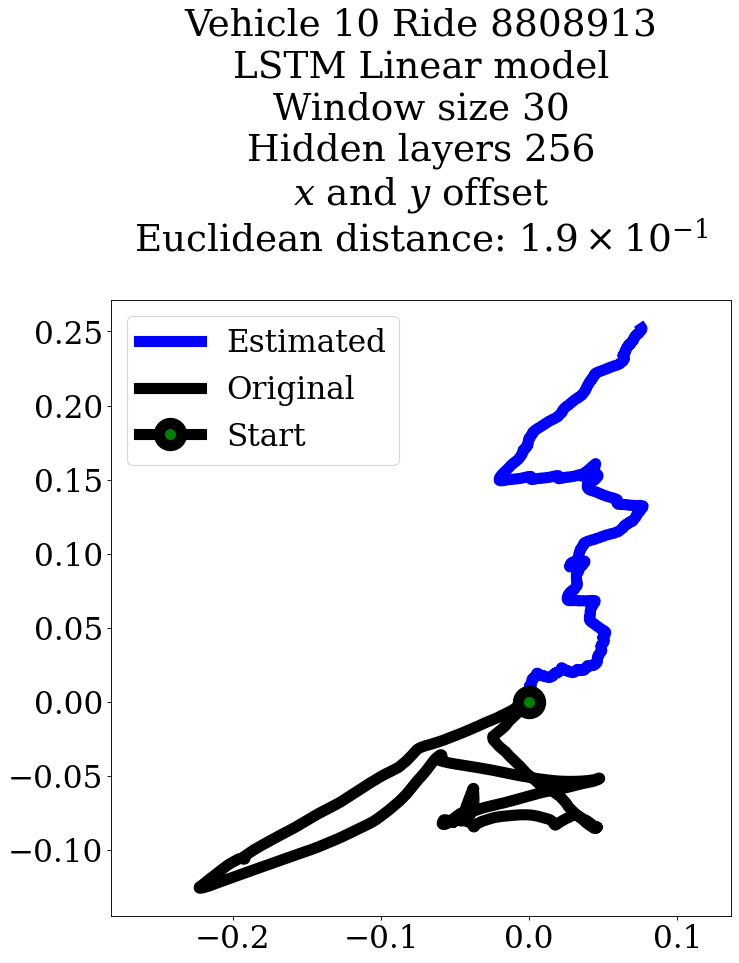 Vehicle 10 Ride 8808913
LSTM Linear model
Window size 30
Hidden layers 256
x and y offset
Euclidean distance: 1.9 × 10⁻¹
Estimated
Original
Start
0.25
0.20
0.15
0.10
0.05
0.00
−0.05
−0.10
−0.2 −0.1 0.0 0.1